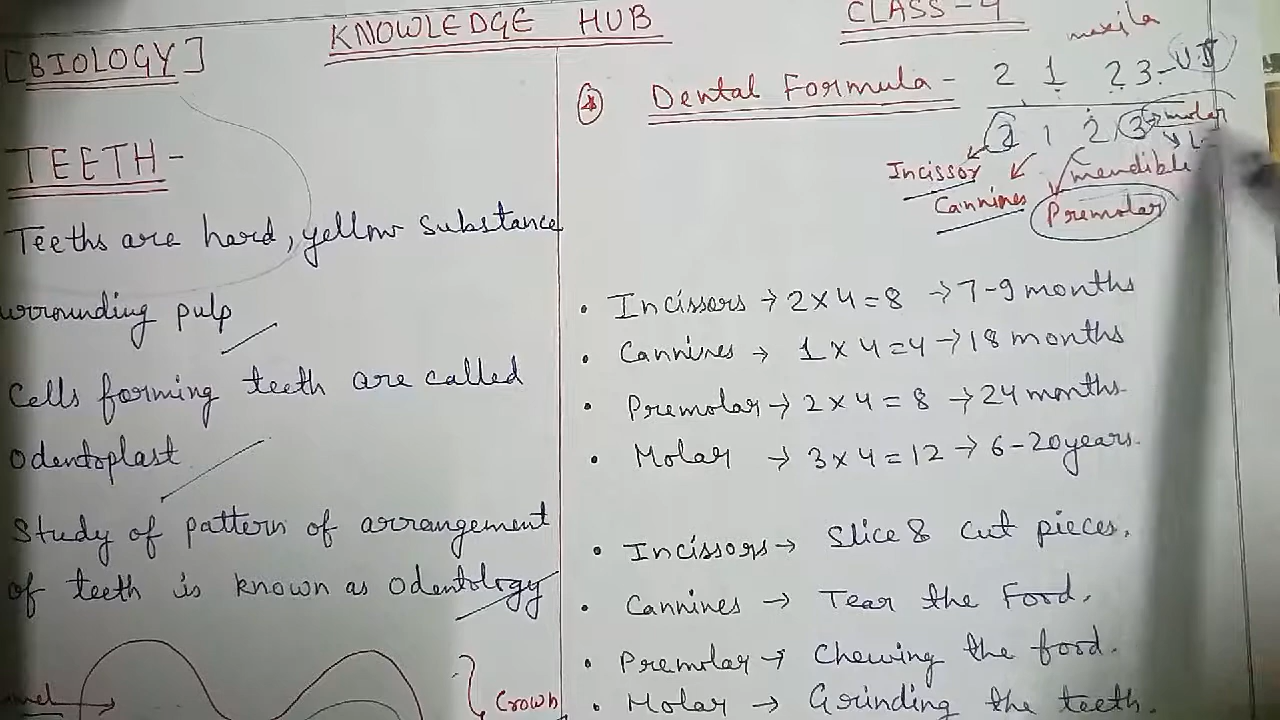 KNOWLEDGE HUB
CLASS-4
[BIOLOGY]
TEETH-
Teeths are hard, yellow substance
urrounding pulp
Cells forming teeth are called
Odentoplast
Study of pattern of arrangement
of teeth is known as Odentology
Crown
maxila
Dental Formula - 2 1 2 3 - UJ
2 1 2 3 → molar
Incissor
mendible
Cannines
Premolar
• Incissors → 2 x 4 = 8 → 7-9 months
• Cannines → 1 x 4 = 4 → 18 months
• Premolar → 2 x 4 = 8 → 24 months
• Molar → 3 x 4 = 12 → 6-20 years.
• Incissors → Slice & Cut pieces.
• Cannines → Tear the Food.
• Premolar → Chewing the food.
• Molar → Grinding the teeth.